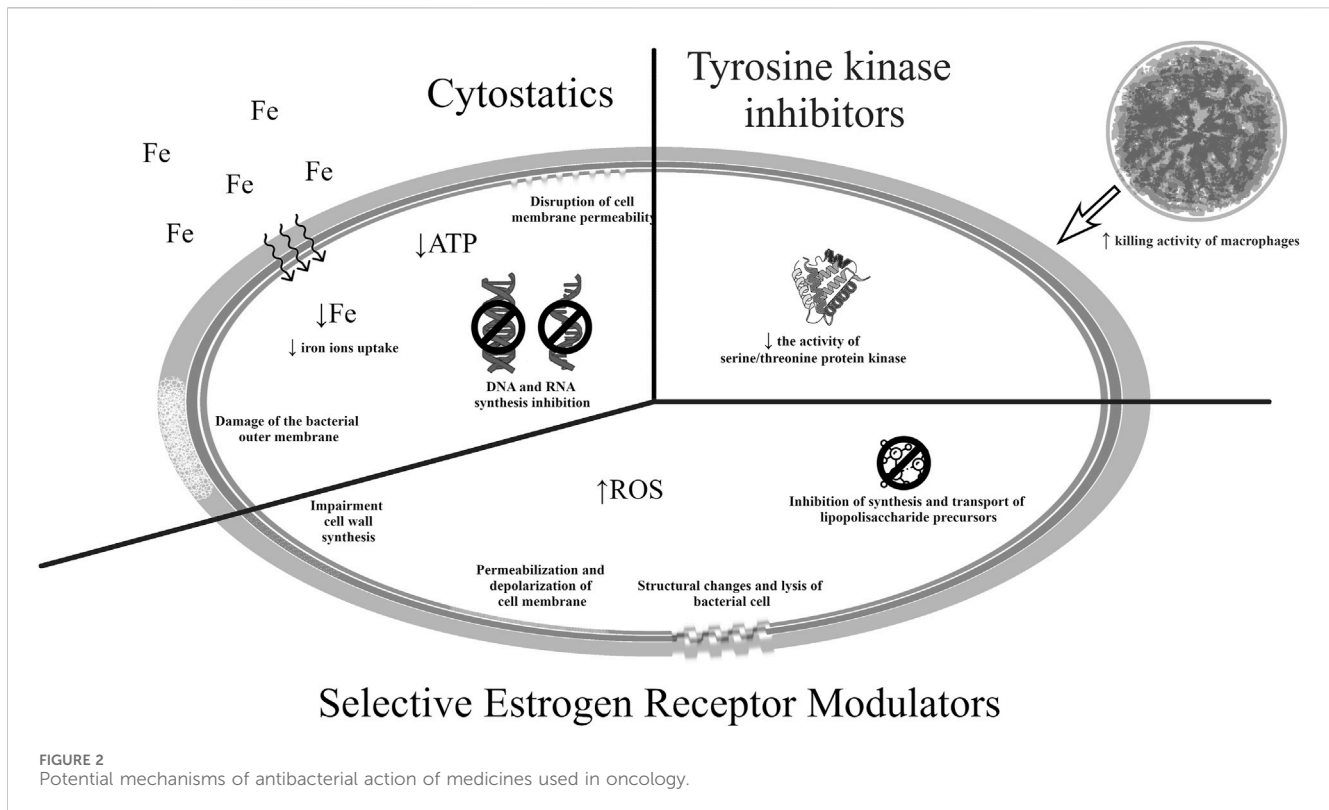 Cytostatics
Tyrosine kinase
inhibitors
Fe
Fe
Fe
Fe
Fe
Disruption of cell
membrane permeability
↓ATP
↓Fe
↓ iron ions uptake
DNA and RNA
synthesis inhibition
Damage of the bacterial
outer membrane
↑ killing activity of macrophages
↓ the activity of
serine/threonine protein kinase
Impairment
cell wall
synthesis
↑ROS
Inhibition of synthesis and transport of
lipopolisaccharide precursors
Permeabilization and
depolarization of
cell membrane
Structural changes and lysis of
bacterial cell
Selective Estrogen Receptor Modulators
FIGURE 2
Potential mechanisms of antibacterial action of medicines used in oncology.